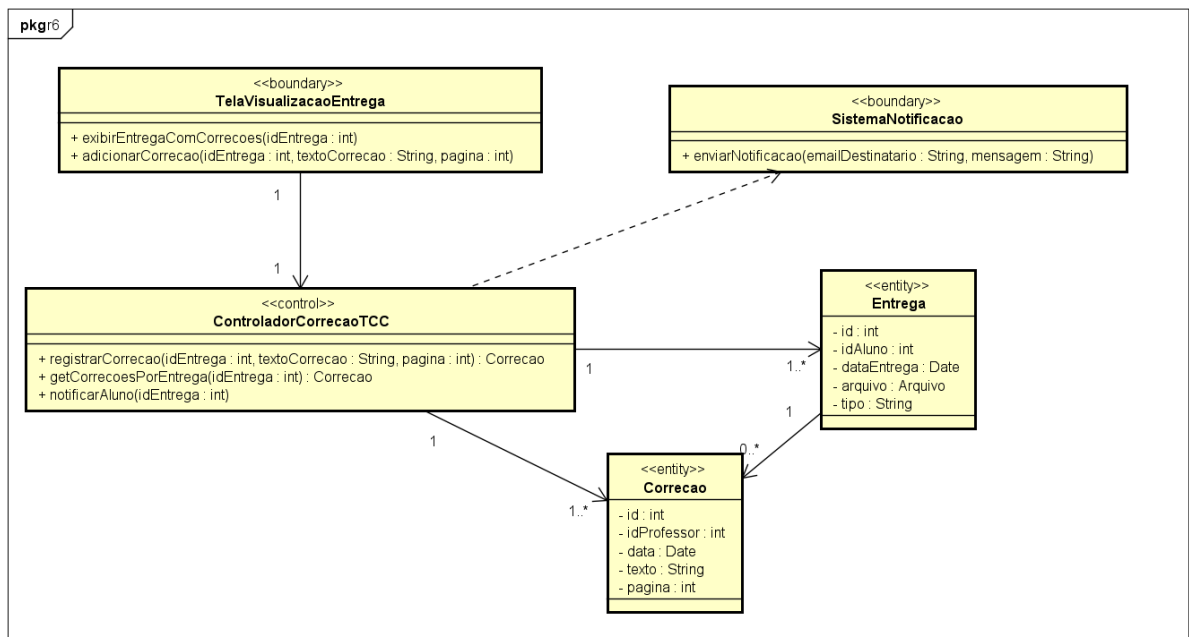 pkg r6
<<boundary>>
TelaVisualizacaoEntrega
+ exibirEntregaComCorrecoes(idEntrega : int)
+ adicionarCorrecao(idEntrega : int, textoCorrecao : String, pagina : int)
<<boundary>>
SistemaNotificacao
+ enviarNotificacao(emailDestinatario : String, mensagem : String)
1
1
<<control>>
ControladorCorrecaoTCC
+ registrarCorrecao(idEntrega : int, textoCorrecao : String, pagina : int) : Correcao
+ getCorrecoesPorEntrega(idEntrega : int) : Correcao
+ notificarAluno(idEntrega : int)
<<entity>>
Entrega
- id : int
- idAluno : int
- dataEntrega : Date
- arquivo : Arquivo
- tipo : String
1
1..*
1
0..*
1
1..*
<<entity>>
Correcao
- id : int
- idProfessor : int
- data : Date
- texto : String
- pagina : int